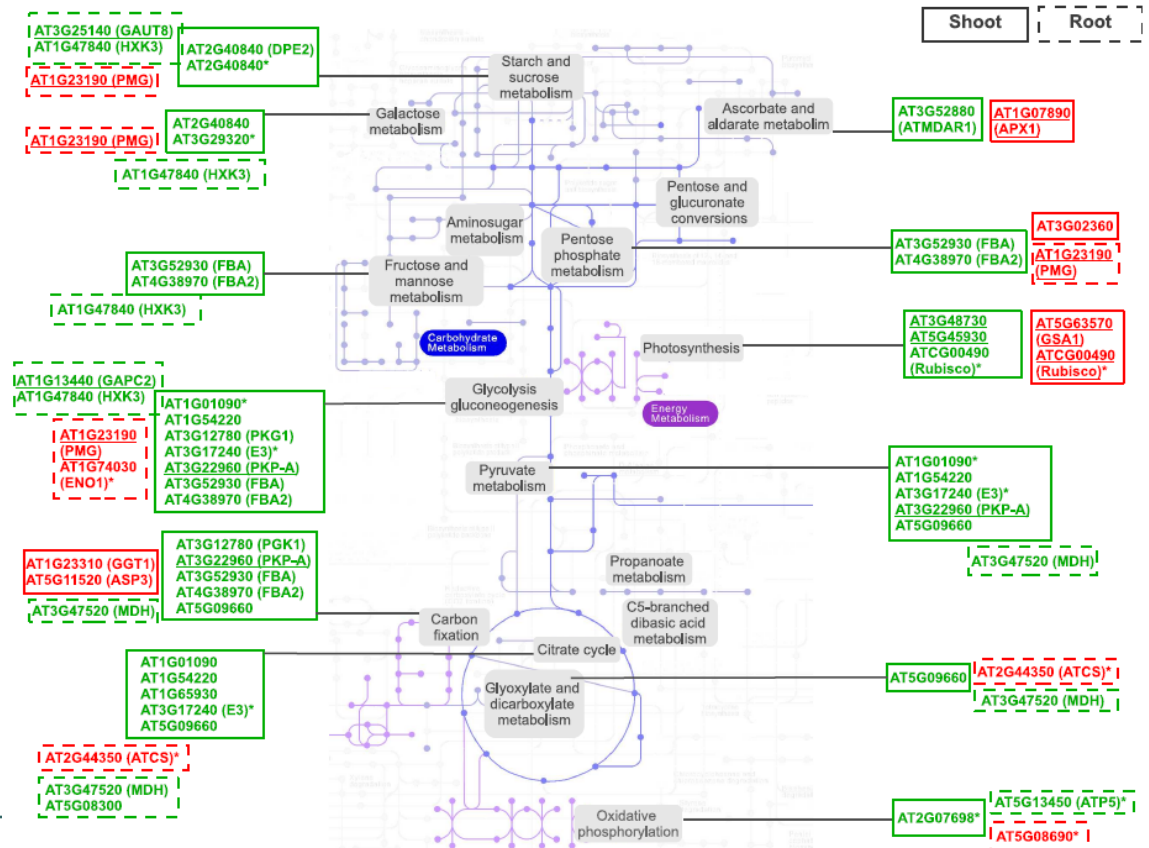 Shoot
Root
AT3G25140 (GAUT8)
AT1G47840 (HXK3)
AT2G40840 (DPE2)
AT2G40840*
AT1G23190 (PMG)
Starch and
sucrose
metabolism
Galactose
metabolism
AT2G40840
AT3G29320*
AT1G23190 (PMG)
AT1G47840 (HXK3)
Ascorbate and
aldarate metabolim
AT3G52880
(ATMDAR1)
AT1G07890
(APX1)
Pentose and
glucuronate
conversions
Aminosugar
metabolism
Pentose
phosphate
metabolism
AT3G52930 (FBA)
AT4G38970 (FBA2)
AT3G02360
AT1G23190
(PMG)
AT3G52930 (FBA)
AT4G38970 (FBA2)
AT1G47840 (HXK3)
Fructose and
mannose
metabolism
Carbohydrate
Metabolism
Photosynthesis
AT3G48730
AT5G45930
ATCG00490
(Rubisco)*
AT5G63570
(GSA1)
ATCG00490
(Rubisco)*
Energy
Metabolism
AT1G13440 (GAPC2)
AT1G47840 (HXK3)
AT1G23190
(PMG)
AT1G74030
(ENO1)*
AT1G01090*
AT1G54220
AT3G12780 (PKG1)
AT3G17240 (E3)*
AT3G22960 (PKP-A)
AT3G52930 (FBA)
AT4G38970 (FBA2)
Glycolysis
gluconeogenesis
Pyruvate
metabolism
AT1G01090*
AT1G54220
AT3G17240 (E3)*
AT3G22960 (PKP-A)
AT5G09660
AT3G47520 (MDH)
AT1G23310 (GGT1)
AT5G11520 (ASP3)
AT3G47520 (MDH)
AT3G12780 (PGK1)
AT3G22960 (PKP-A)
AT3G52930 (FBA)
AT4G38970 (FBA2)
AT5G09660
Propanoate
metabolism
C5-branched
dibasic acid
metabolism
Carbon
fixation
Citrate cycle
AT1G01090
AT1G54220
AT1G65930
AT3G17240 (E3)*
AT5G09660
AT2G44350 (ATCS)*
AT3G47520 (MDH)
AT5G08300
Glyoxylate and
dicarboxylate
metabolism
AT5G09660
AT2G44350 (ATCS)*
AT3G47520 (MDH)
Oxidative
phosphorylation
AT2G07698*
AT5G13450 (ATP5)*
AT5G08690*